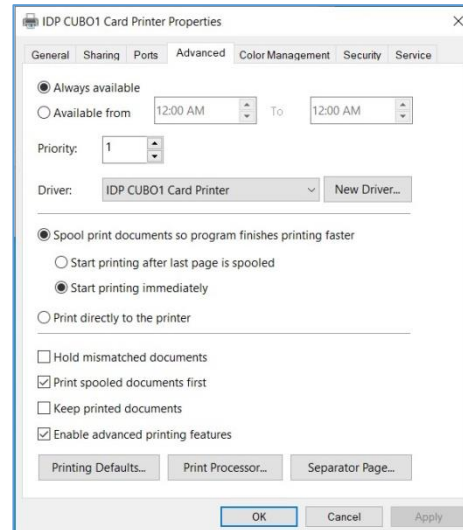 IDP CUBO1 Card Printer Properties
General Sharing Ports Advanced Color Management Security Service
Always available
Available from 12:00 AM To 12:00 AM
Priority: 1
Driver: IDP CUBO1 Card Printer New Driver...
Spool print documents so program finishes printing faster
Start printing after last page is spooled
Start printing immediately
Print directly to the printer
Hold mismatched documents
Print spooled documents first
Keep printed documents
Enable advanced printing features
Printing Defaults... Print Processor... Separator Page...
OK Cancel Apply